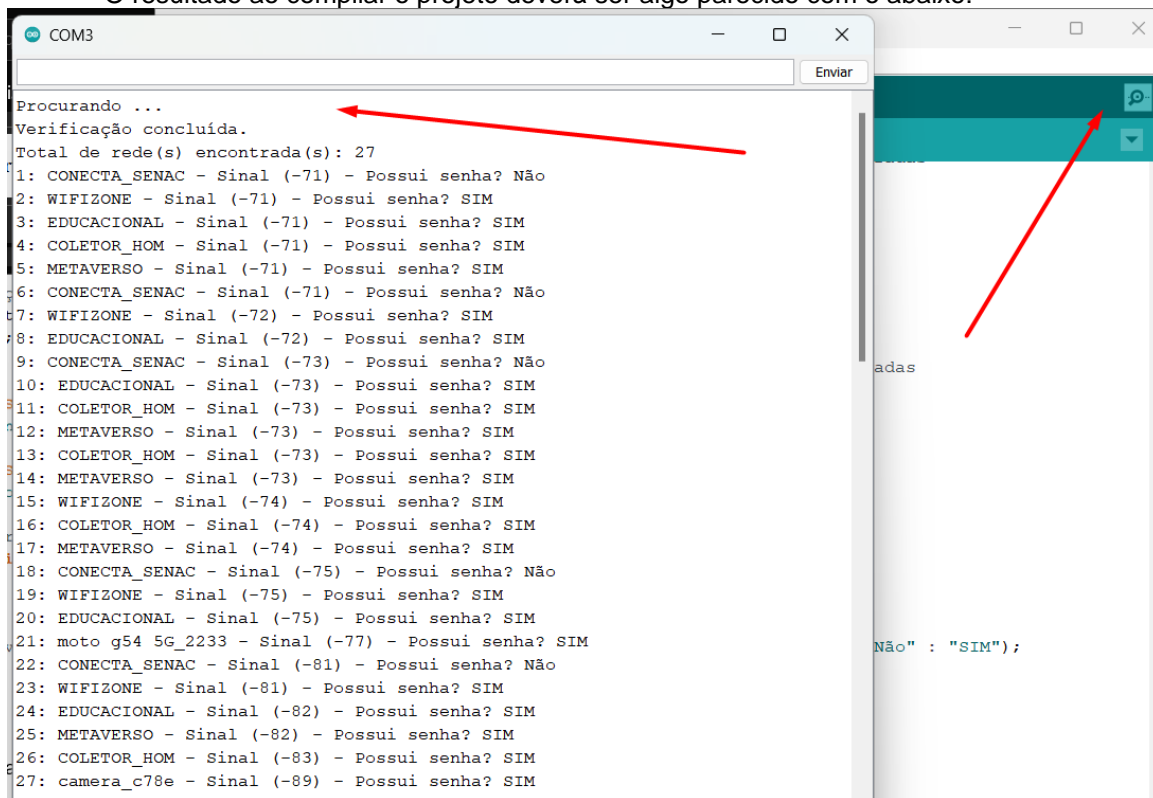 O resultado ao compilar o projeto deverá ser algo parecido com o abaixo:
COM3
Enviar
Procurando ...
Verificação concluída.
Total de rede(s) encontrada(s): 27
1: CONECTA_SENAC - Sinal (-71) - Possui senha? Não
2: WIFIZONE - Sinal (-71) - Possui senha? SIM
3: EDUCACIONAL - Sinal (-71) - Possui senha? SIM
4: COLETOR_HOM - Sinal (-71) - Possui senha? SIM
5: METAVERSO - Sinal (-71) - Possui senha? SIM
6: CONECTA_SENAC - Sinal (-71) - Possui senha? Não
7: WIFIZONE - Sinal (-72) - Possui senha? SIM
8: EDUCACIONAL - Sinal (-72) - Possui senha? SIM
9: CONECTA_SENAC - Sinal (-73) - Possui senha? Não
adas
10: EDUCACIONAL - Sinal (-73) - Possui senha? SIM
11: COLETOR_HOM - Sinal (-73) - Possui senha? SIM
12: METAVERSO - Sinal (-73) - Possui senha? SIM
13: COLETOR_HOM - Sinal (-73) - Possui senha? SIM
14: METAVERSO - Sinal (-73) - Possui senha? SIM
15: WIFIZONE - Sinal (-74) - Possui senha? SIM
16: COLETOR_HOM - Sinal (-74) - Possui senha? SIM
17: METAVERSO - Sinal (-74) - Possui senha? SIM
18: CONECTA_SENAC - Sinal (-75) - Possui senha? Não
19: WIFIZONE - Sinal (-75) - Possui senha? SIM
20: EDUCACIONAL - Sinal (-75) - Possui senha? SIM
21: moto g54 5G_2233 - Sinal (-77) - Possui senha? SIM
Não" : "SIM");
22: CONECTA_SENAC - Sinal (-81) - Possui senha? Não
23: WIFIZONE - Sinal (-81) - Possui senha? SIM
24: EDUCACIONAL - Sinal (-82) - Possui senha? SIM
25: METAVERSO - Sinal (-82) - Possui senha? SIM
26: COLETOR_HOM - Sinal (-83) - Possui senha? SIM
27: camera_c78e - Sinal (-89) - Possui senha? SIM